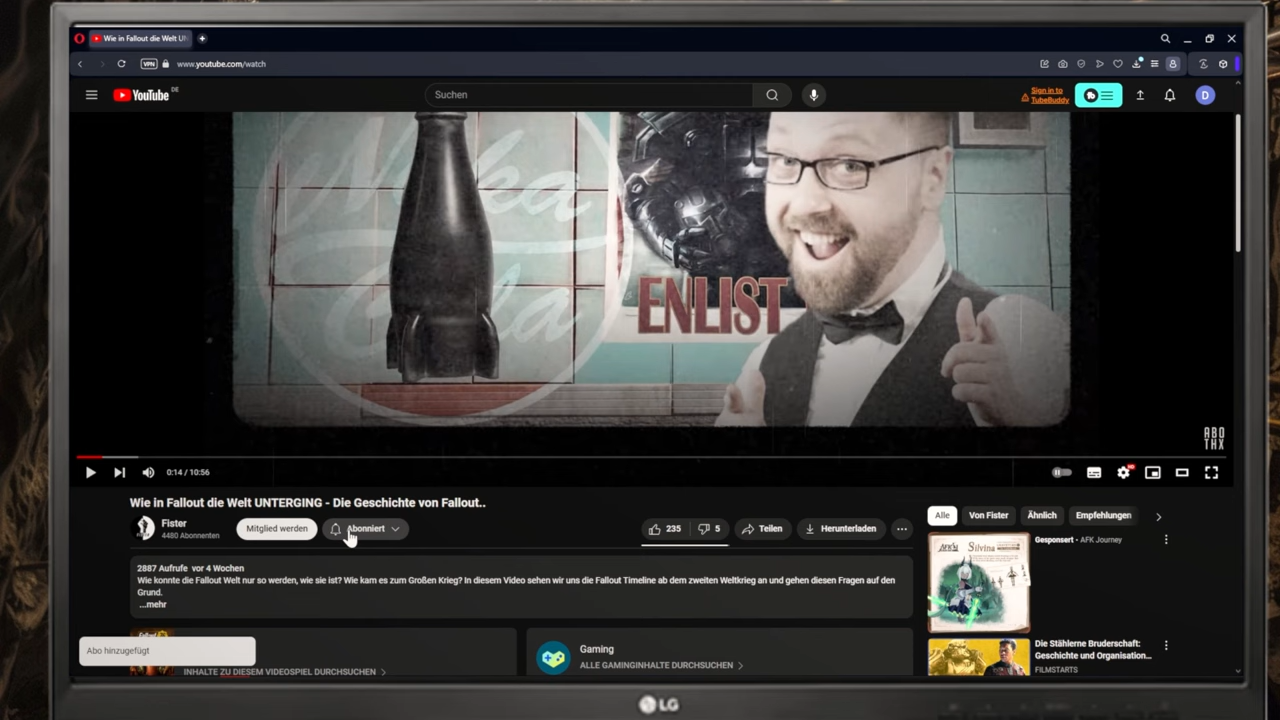 Wie in Fallout die Welt U
VPN
www.youtube.com/watch
YouTube DE
Suchen
Sign in to
TubeBuddy
D
Nuka
Cola
ENLIST
ABO
THX
0:14 / 10:56
Wie in Fallout die Welt UNTERGING - Die Geschichte von Fallout..
Fister
4480 Abonnenten
Mitglied werden
Abonniert
235
5
Teilen
Herunterladen
2887 Aufrufe vor 4 Wochen
Wie konnte die Fallout Welt nur so werden, wie sie ist? Wie kam es zum Großen Krieg? In diesem Video sehen wir uns die Fallout Timeline ab dem zweiten Weltkrieg an und gehen diesen Fragen auf den
Grund.
...mehr
Abo hinzugefügt
INHALTE ZU DIESEM VIDEOSPIEL DURCHSUCHEN
Gaming
ALLE GAMINGINHALTE DURCHSUCHEN
Alle
Von Fister
Ähnlich
Empfehlungen
Silvina
Gesponsert - AFK Journey
Die Stählerne Bruderschaft:
Geschichte und Organisation...
FILMSTARTS
LG